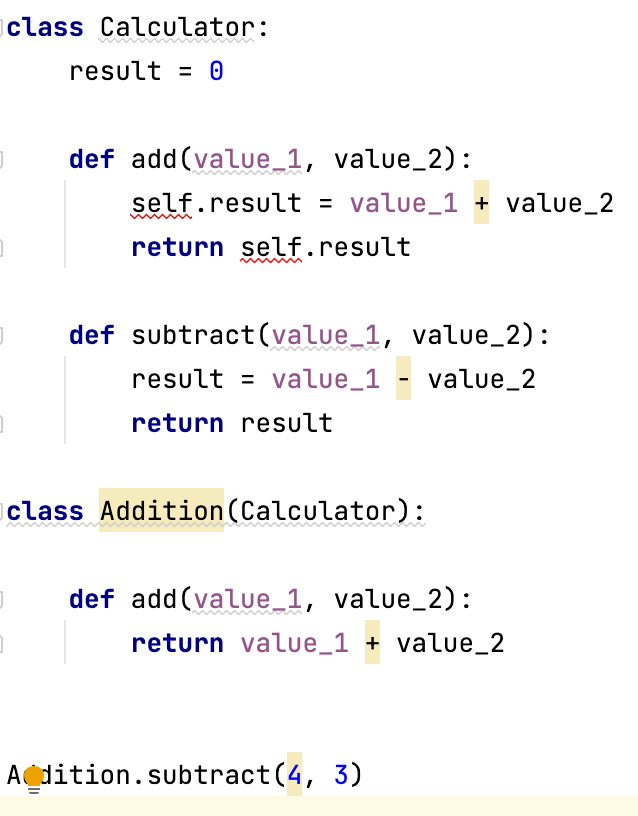 class Calculator:
    result = 0
    def add(value_1, value_2):
        self.result = value_1 + value_2
        return self.result
    def subtract(value_1, value_2):
        result = value_1 - value_2
        return result
class Addition(Calculator):
    def add(value_1, value_2):
        return value_1 + value_2
Addition.subtract(4, 3)